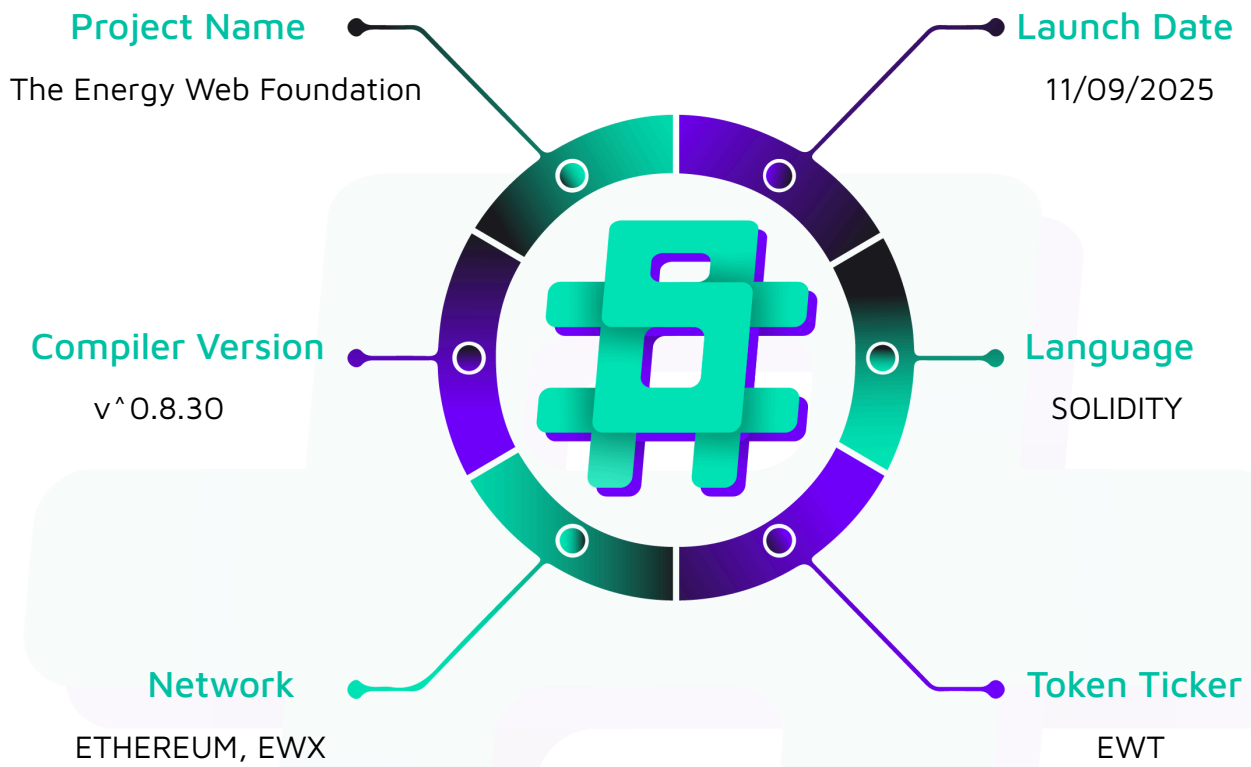 Project Name
The Energy Web Foundation
Launch Date
11/09/2025
Compiler Version
v^0.8.30
Language
SOLIDITY
Network
ETHEREUM, EWX
Token Ticker
EWT